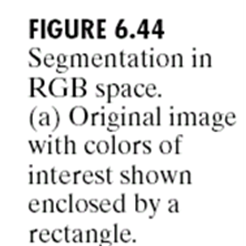 FIGURE 6.44
Segmentation in
RGB space.
(a) Original image
with colors of
interest shown
enclosed by a
rectangle.